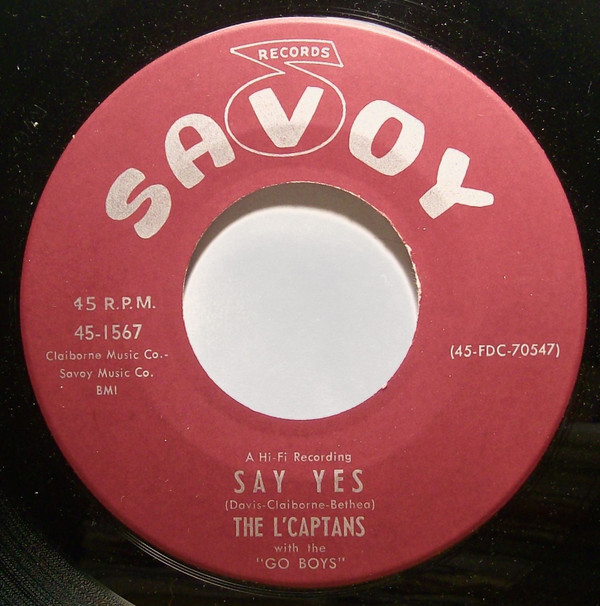 RECORDS
SAVOY
45 R.P.M.
45-1567
Claiborne Music Co.-
Savoy Music Co.
BMI
(45-FDC-70547)
A Hi-Fi Recording
SAY YES
(Davis-Claiborne-Bethea)
THE L'CAPTANS
with the
"GO BOYS"